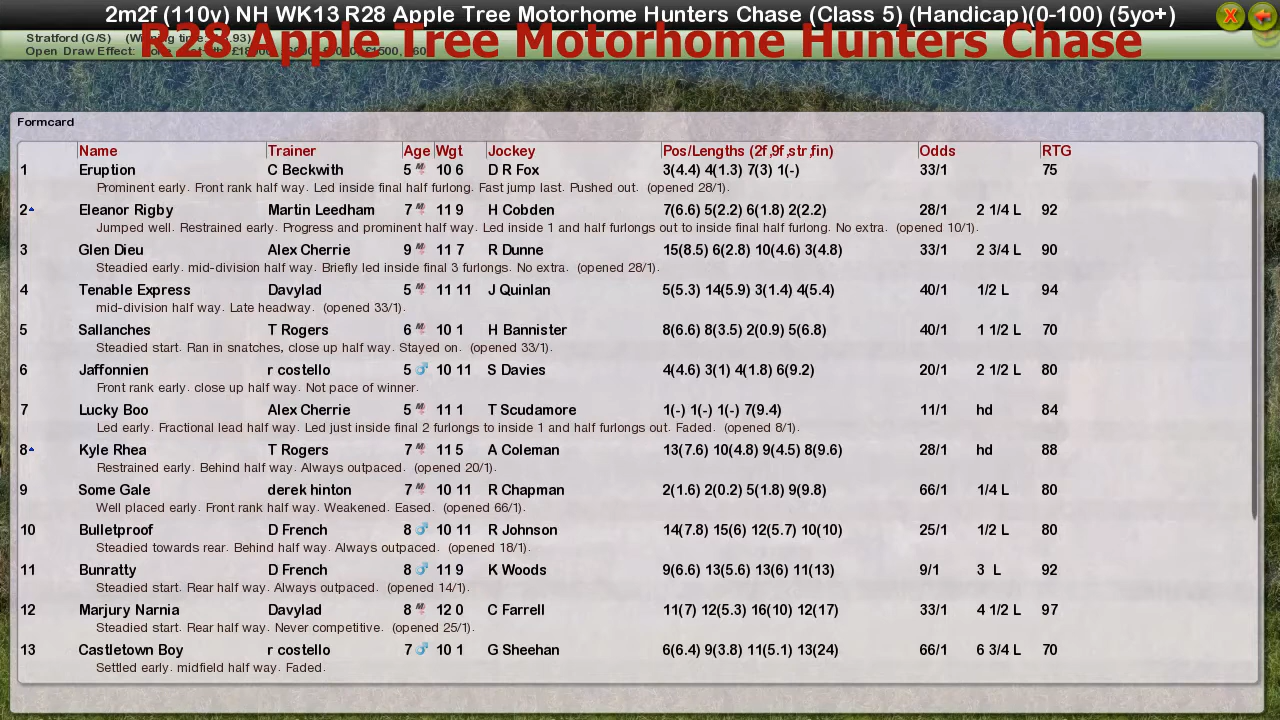 2m2f (110y) NH WK13 R28 Apple Tree Motorhome Hunters Chase (Class 5) (Handicap)(0-100) (5yo+)
R28 Apple Tree Motorhome Hunters Chase
Stratford (G/S)
Open Draw Effect:
Formcard
Name Trainer Age Wgt Jockey Pos/Lengths (2f,9f,str,fin) Odds RTG
1 Eruption C Beckwith 5 10 6 D R Fox 3(4.4) 4(1.3) 7(3) 1(-) 33/1 75
Prominent early. Front rank half way. Led inside final half furlong. Fast jump last. Pushed out. (opened 28/1).
2 Eleanor Rigby Martin Leedham 7 11 9 H Cobden 7(6.6) 5(2.2) 6(1.8) 2(2.2) 28/1 2 1/4 L 92
Jumped well. Restrained early. Progress and prominent half way. Led inside 1 and half furlongs out to inside final half furlong. No extra. (opened 10/1).
3 Glen Dieu Alex Cherrie 9 11 7 R Dunne 15(8.5) 6(2.8) 10(4.6) 3(4.8) 33/1 2 3/4 L 90
Steadied early. mid-division half way. Briefly led inside final 3 furlongs. No extra. (opened 28/1).
4 Tenable Express Davylad 5 11 11 J Quinlan 5(5.3) 14(5.9) 3(1.4) 4(5.4) 40/1 1/2 L 94
mid-division half way. Late headway. (opened 33/1).
5 Sallanches T Rogers 6 10 1 H Bannister 8(6.6) 8(3.5) 2(0.9) 5(6.8) 40/1 1 1/2 L 70
Steadied start. Ran in snatches, close up half way. Stayed on. (opened 33/1).
6 Jaffonnien r costello 5 10 11 S Davies 4(4.6) 3(1) 4(1.8) 6(9.2) 20/1 2 1/2 L 80
Front rank early. close up half way. Not pace of winner.
7 Lucky Boo Alex Cherrie 5 11 1 T Scudamore 1(-) 1(-) 1(-) 7(9.4) 11/1 hd 84
Led early. Fractional lead half way. Led just inside final 2 furlongs to inside 1 and half furlongs out. Faded. (opened 8/1).
8 Kyle Rhea T Rogers 7 11 5 A Coleman 13(7.6) 10(4.8) 9(4.5) 8(9.6) 28/1 hd 88
Restrained early. Behind half way. Always outpaced. (opened 20/1).
9 Some Gale derek hinton 7 10 11 R Chapman 2(1.6) 2(0.2) 5(1.8) 9(9.8) 66/1 1/4 L 80
Well placed early. Front rank half way. Weakened. Eased. (opened 66/1).
10 Bulletproof D French 8 10 11 R Johnson 14(7.8) 15(6) 12(5.7) 10(10) 25/1 1/2 L 80
Steadied towards rear. Behind half way. Always outpaced. (opened 18/1).
11 Bunratty D French 8 11 9 K Woods 9(6.6) 13(5.6) 13(6) 11(13) 9/1 3 L 92
Steadied start. Rear half way. Always outpaced. (opened 14/1).
12 Marjury Narnia Davylad 8 12 0 C Farrell 11(7) 12(5.3) 16(10) 12(17) 33/1 4 1/2 L 97
Steadied start. Rear half way. Never competitive. (opened 25/1).
13 Castletown Boy r costello 7 10 1 G Sheehan 6(6.4) 9(3.8) 11(5.1) 13(24) 66/1 6 3/4 L 70
Settled early. midfield half way. Faded.